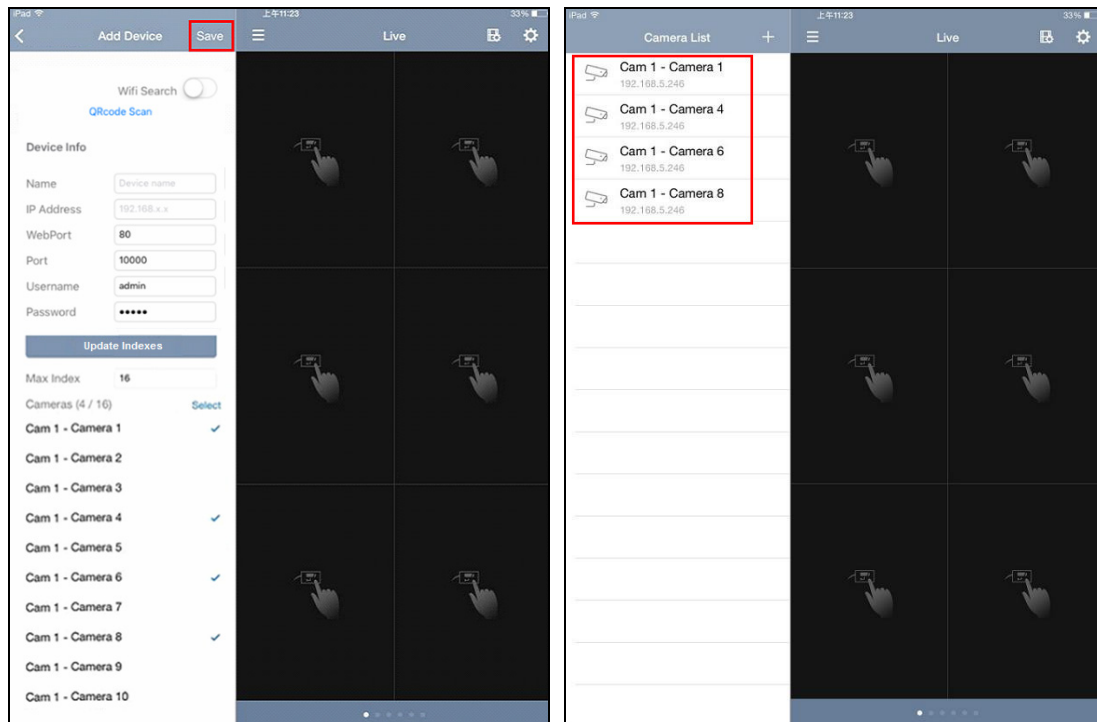 iPad 上午11:23 33%
Add Device Save Live
Wifi Search
QRcode Scan
Device Info
Name Device name
IP Address 192.168.x.x
WebPort 80
Port 10000
Username admin
Password •••••
Update Indexes
Max Index 16
Cameras (4 / 16) Select
Cam 1 - Camera 1
Cam 1 - Camera 2
Cam 1 - Camera 3
Cam 1 - Camera 4
Cam 1 - Camera 5
Cam 1 - Camera 6
Cam 1 - Camera 7
Cam 1 - Camera 8
Cam 1 - Camera 9
Cam 1 - Camera 10
iPad 上午11:23 33%
Camera List + Live
Cam 1 - Camera 1
192.168.5.246
Cam 1 - Camera 4
192.168.5.246
Cam 1 - Camera 6
192.168.5.246
Cam 1 - Camera 8
192.168.5.246